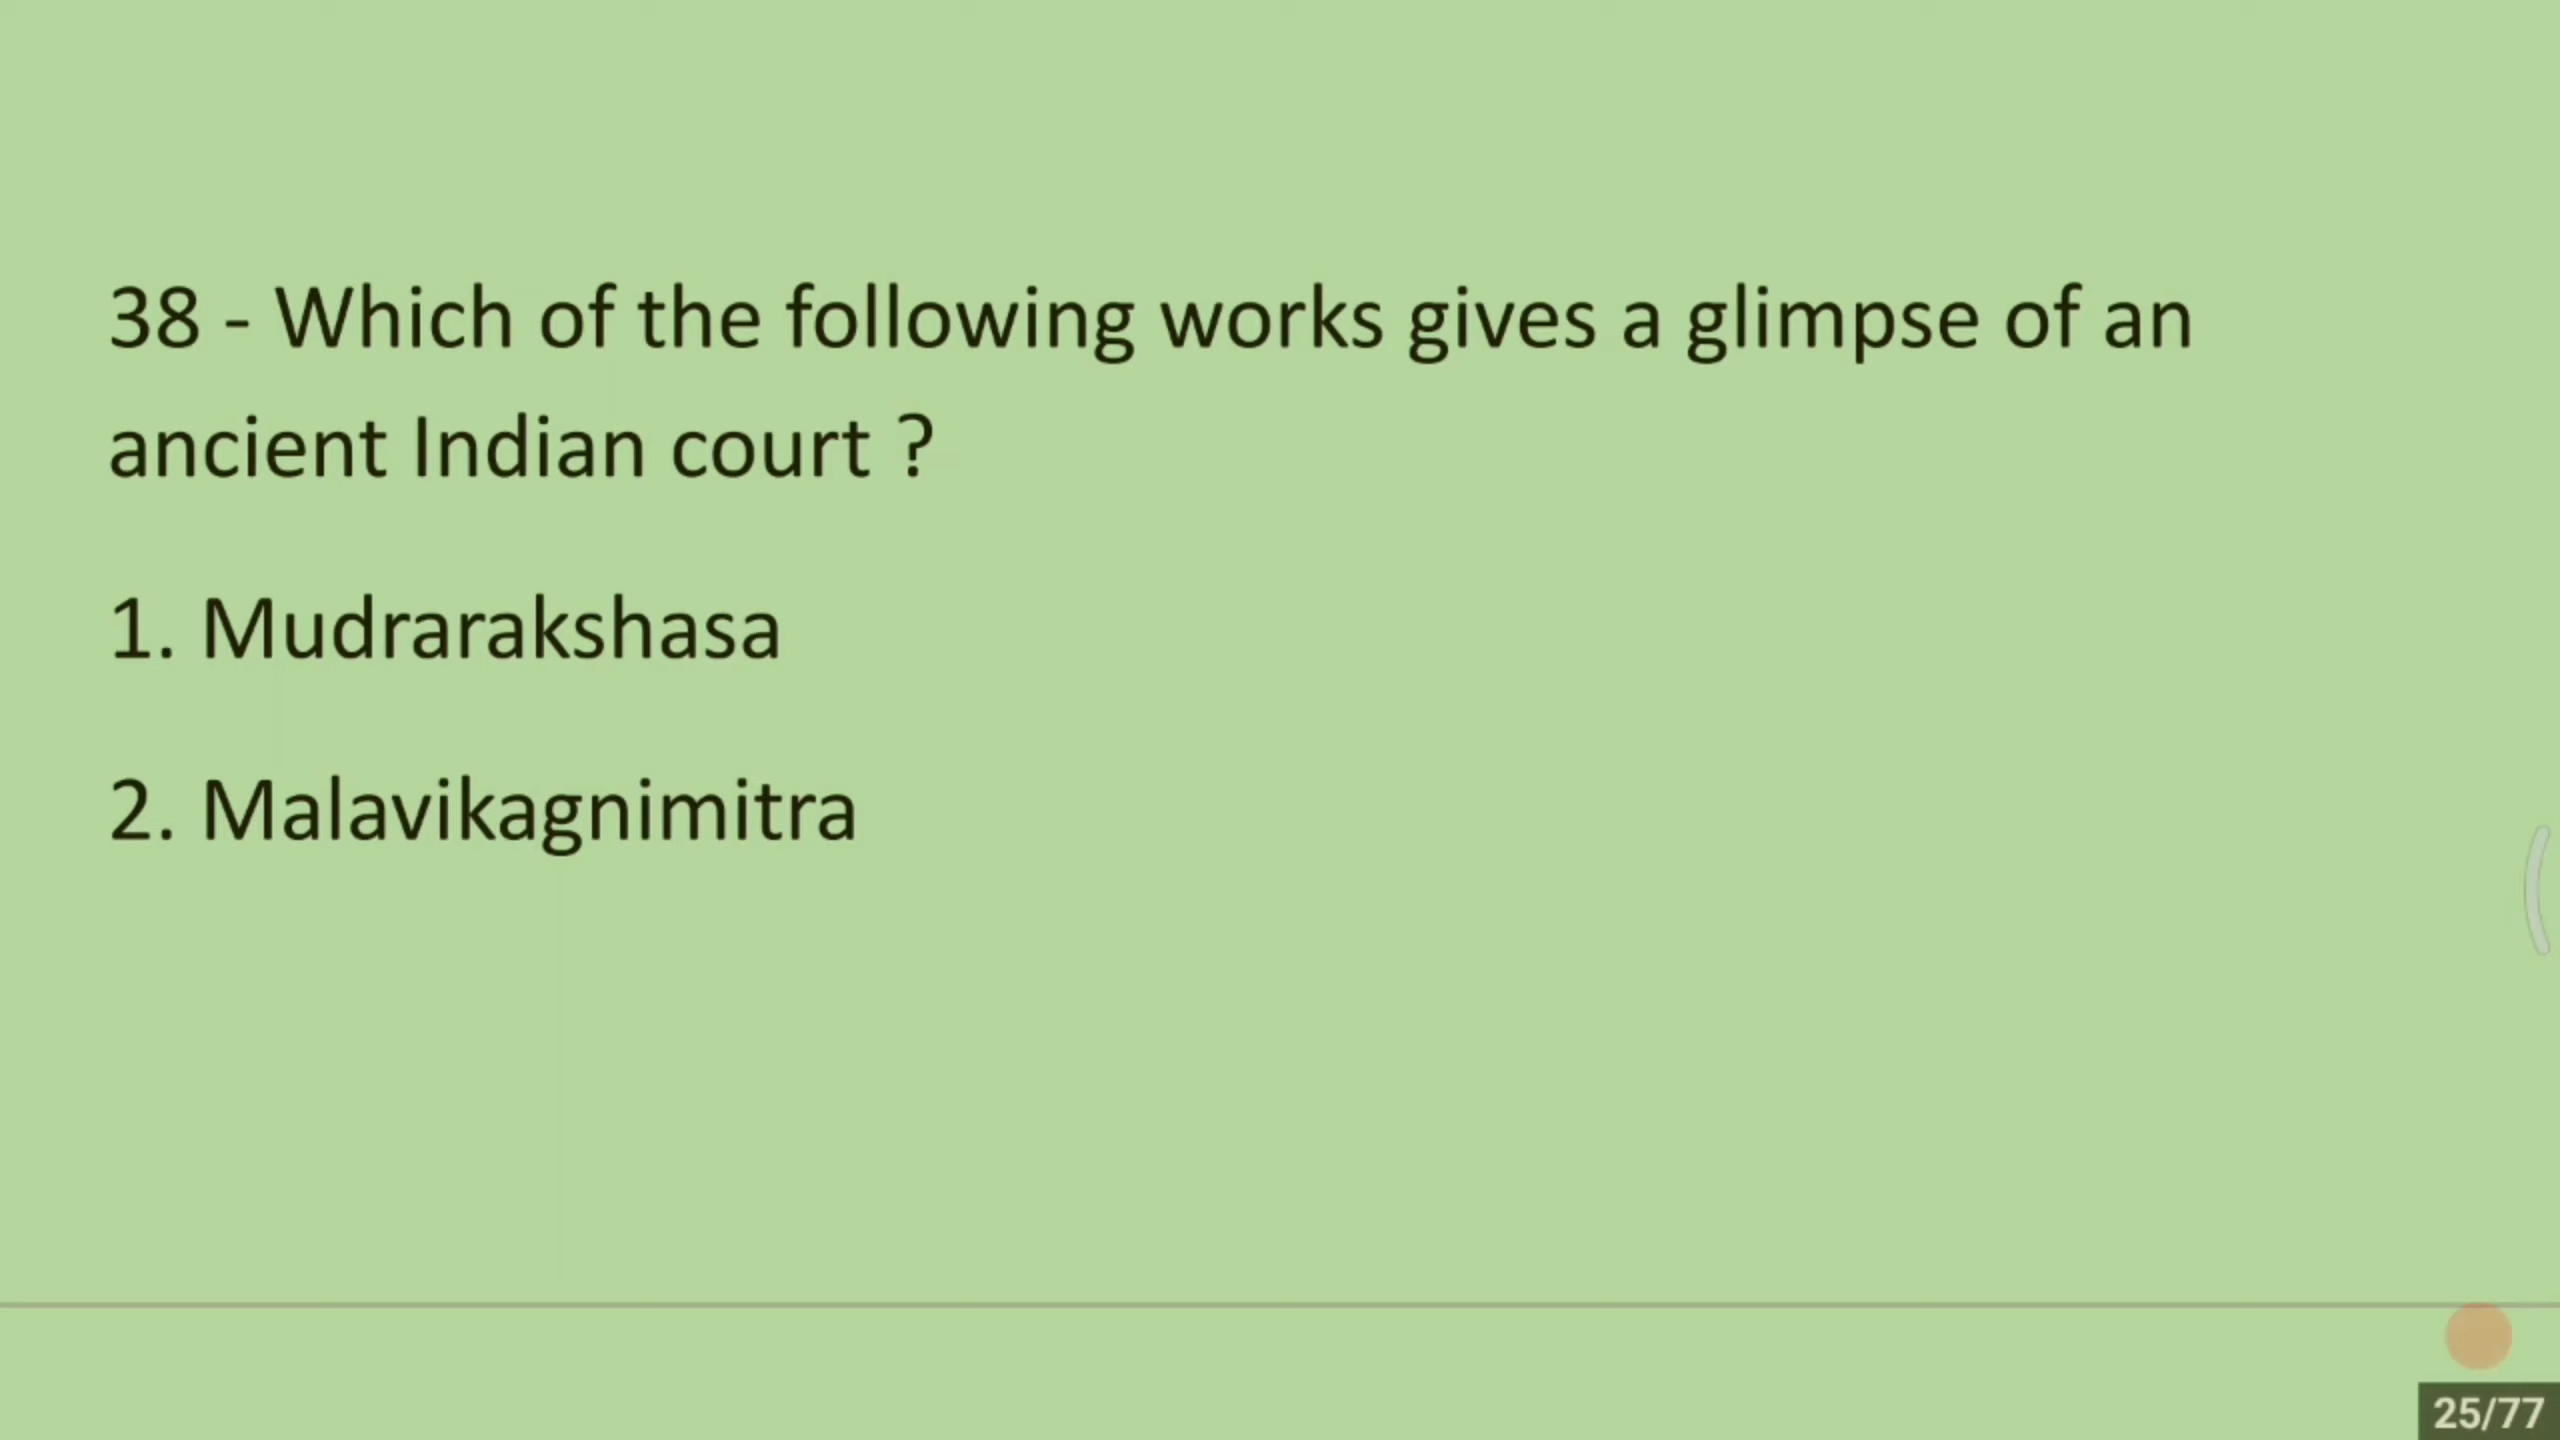 38 - Which of the following works gives a glimpse of an
ancient Indian court ?
1. Mudrarakshasa
2. Malavikagnimitra
25/77